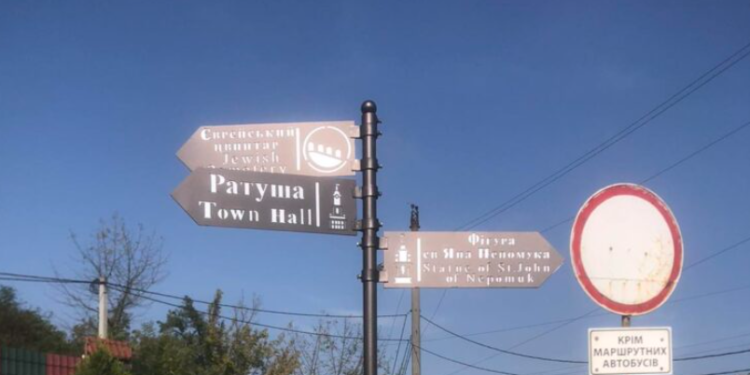 Єврейський
цвинтар
Jewish
Cemetery
Ратуша
Town Hall
Фігура
св Яна Непомука
Statue of St.John
of Nepomuk
КРІМ
МАРШРУТНИХ
АВТОБУСІВ